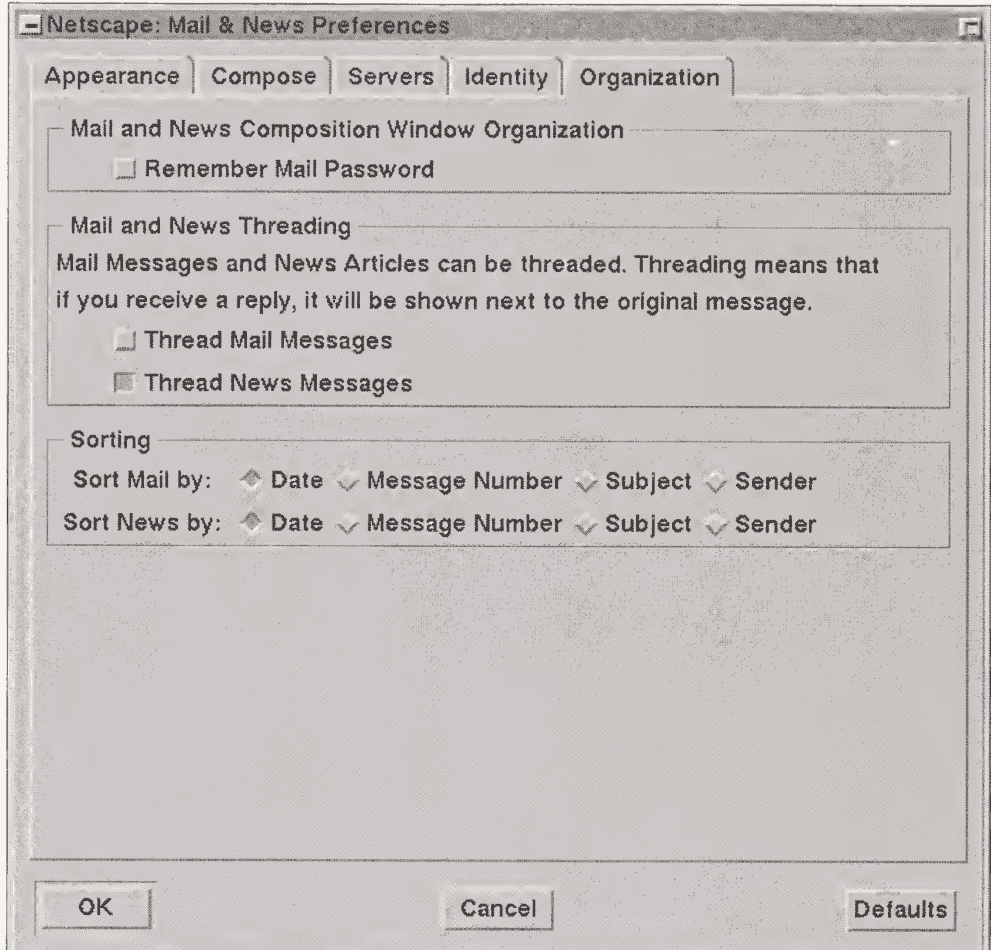 Netscape: Mail & News Preferences
Appearance Compose Servers Identity Organization
Mail and News Composition Window Organization
Remember Mail Password
Mail and News Threading
Mail Messages and News Articles can be threaded. Threading means that
if you receive a reply, it will be shown next to the original message.
Thread Mail Messages
Thread News Messages
Sorting
Sort Mail by: Date Message Number Subject Sender
Sort News by: Date Message Number Subject Sender
OK Cancel Defaults